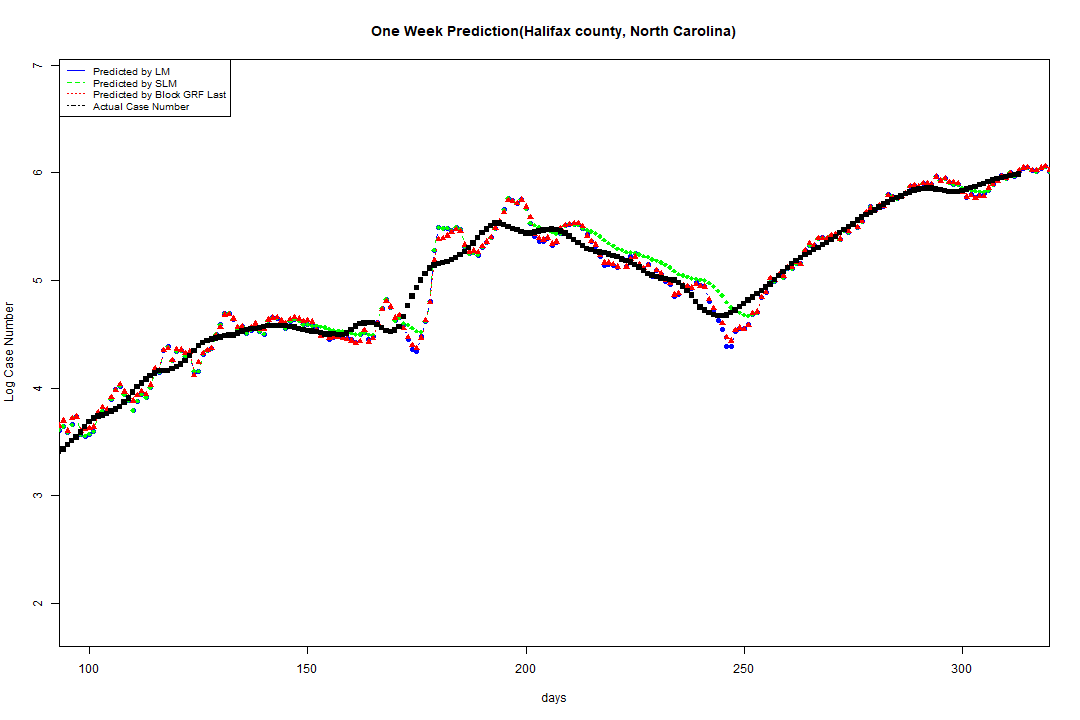 One Week Prediction(Halifax county, North Carolina)
Predicted by LM
Predicted by SLM
Predicted by Block GRF Last
Actual Case Number
Log Case Number
7
6
5
4
3
2
100 150 200 250 300
days